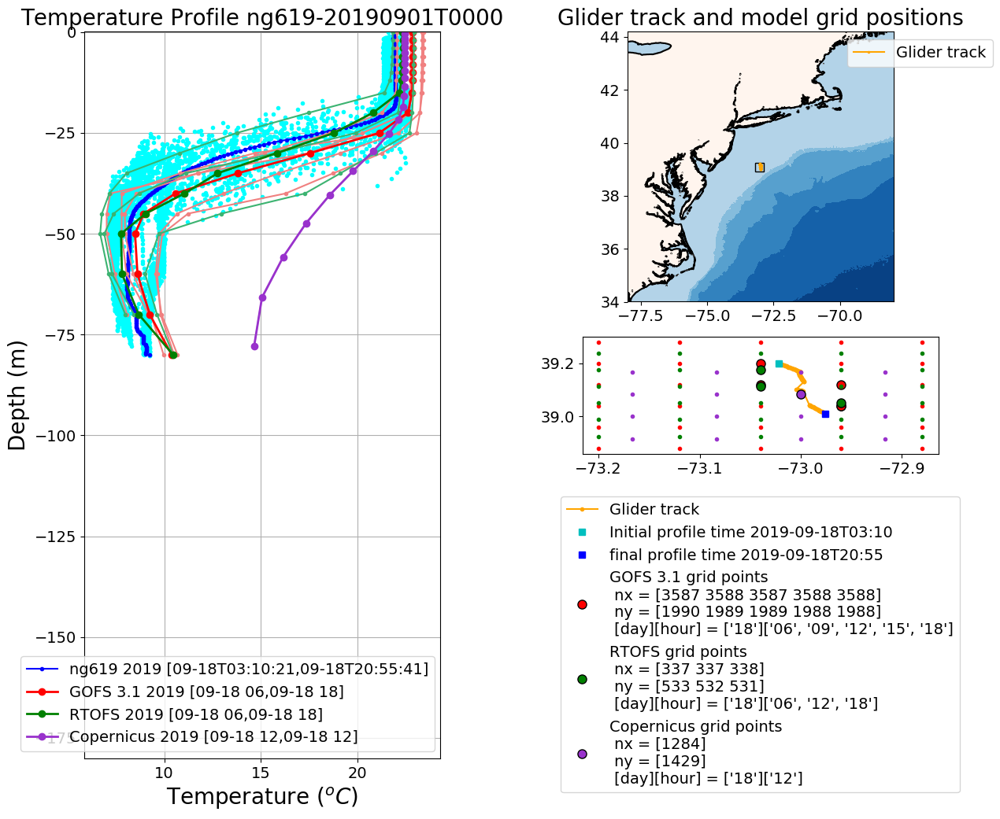 Temperature Profile ng619-20190901T0000
0
−25
−50
−75
−100
−125
−150
−175
Depth (m)
10
15
20
Temperature (°C)
ng619 2019 [09-18T03:10:21,09-18T20:55:41]
GOFS 3.1 2019 [09-18 06,09-18 18]
RTOFS 2019 [09-18 06,09-18 18]
Copernicus 2019 [09-18 12,09-18 12]
Glider track and model grid positions
Glider track
44
42
40
38
36
34
−77.5
−75.0
−72.5
−70.0
39.2
39.0
−73.2
−73.1
−73.0
−72.9
Glider track
Initial profile time 2019-09-18T03:10
final profile time 2019-09-18T20:55
GOFS 3.1 grid points
nx = [3587 3588 3587 3588 3588]
ny = [1990 1989 1989 1988 1988]
[day][hour] = ['18']['06', '09', '12', '15', '18']
RTOFS grid points
nx = [337 337 338]
ny = [533 532 531]
[day][hour] = ['18']['06', '12', '18']
Copernicus grid points
nx = [1284]
ny = [1429]
[day][hour] = ['18']['12']